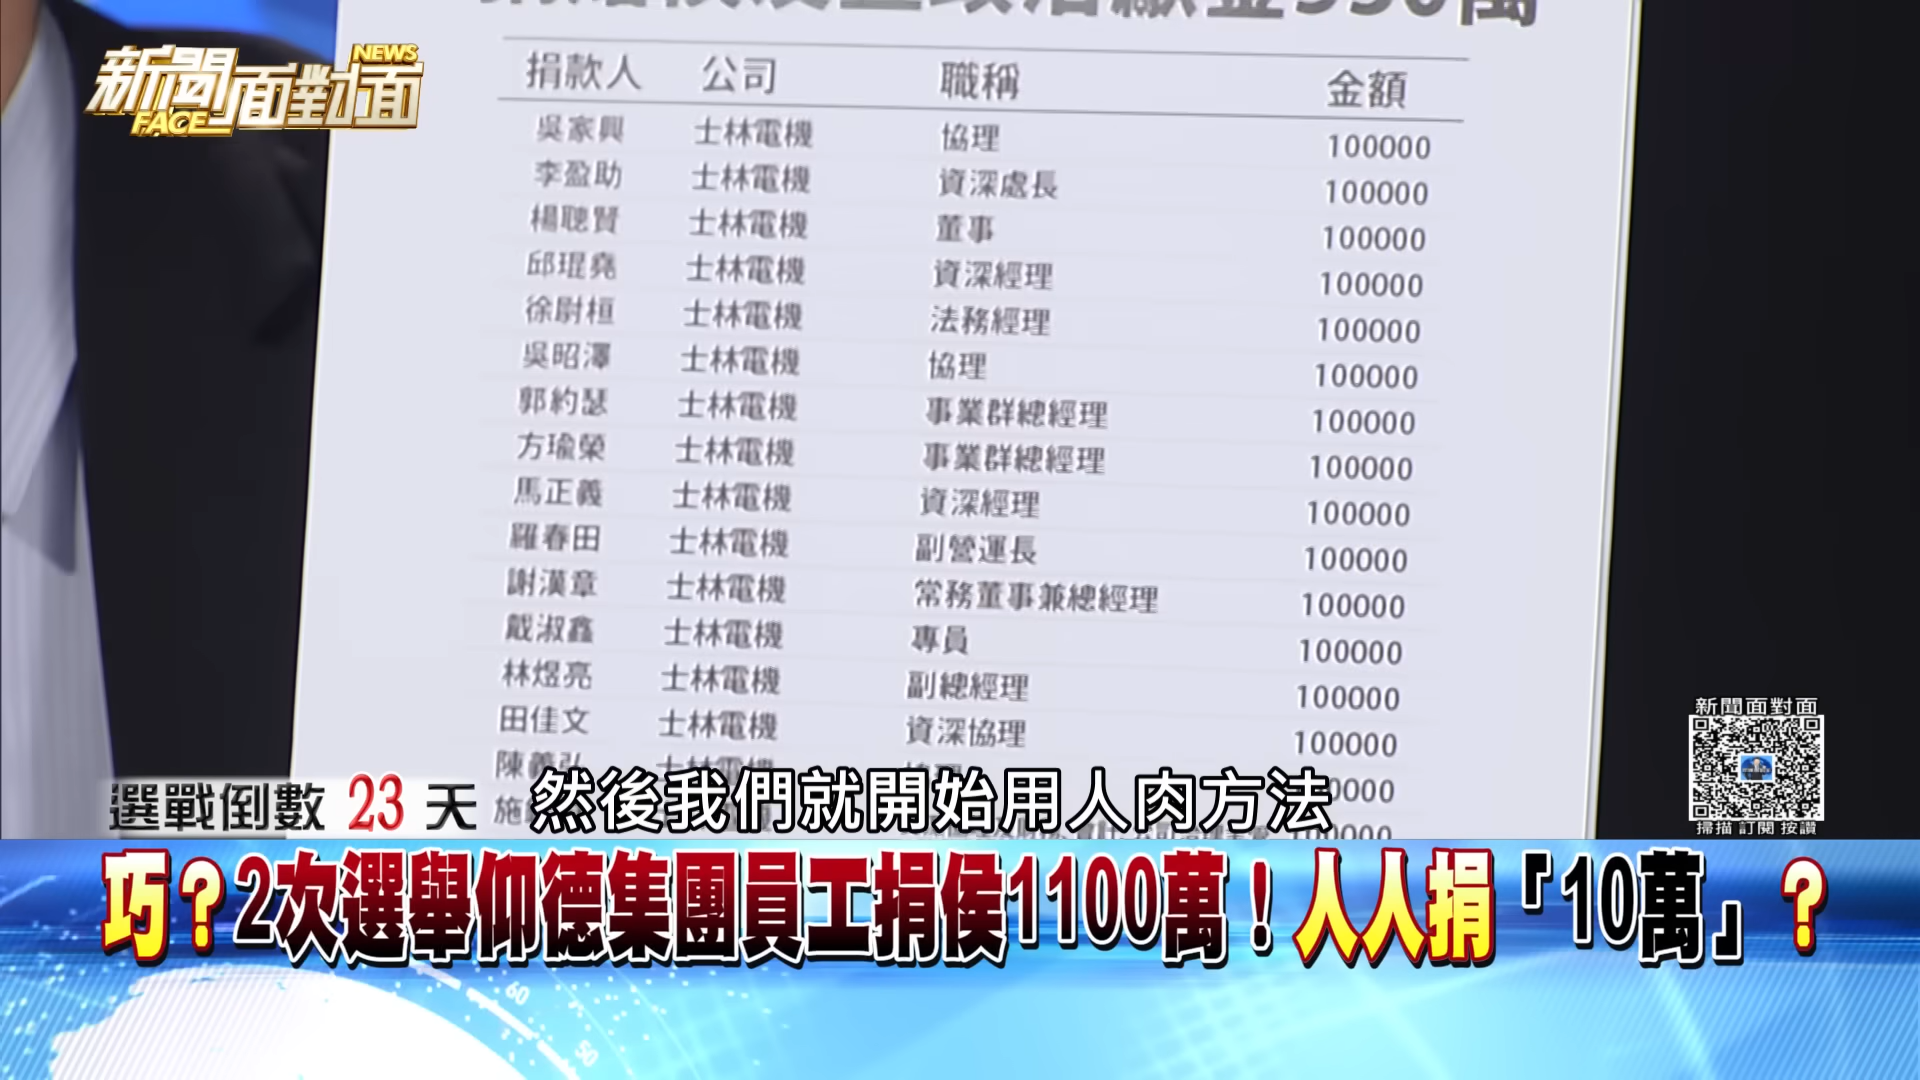 新聞面對面
NEWS
FACE
捐款人 公司 職稱 金額
吳家興 士林電機 協理 100000
李盈助 士林電機 資深處長 100000
楊聰賢 士林電機 董事 100000
邱琨堯 士林電機 資深經理 100000
徐尉桓 士林電機 法務經理 100000
吳昭澤 士林電機 協理 100000
郭約瑟 士林電機 事業群總經理 100000
方瑜榮 士林電機 事業群總經理 100000
馬正義 士林電機 資深經理 100000
羅春田 士林電機 副營運長 100000
謝漢章 士林電機 常務董事兼總經理 100000
戴淑鑫 士林電機 專員 100000
林煜亮 士林電機 副總經理 100000
田佳文 士林電機 資深協理 100000
新聞面對面
掃描 訂閱 按讚
選戰倒數 23 天
然後我們就開始用人肉方法
巧?2次選舉仰德集團員工捐侯1100萬!人人捐「10萬」?
60
50